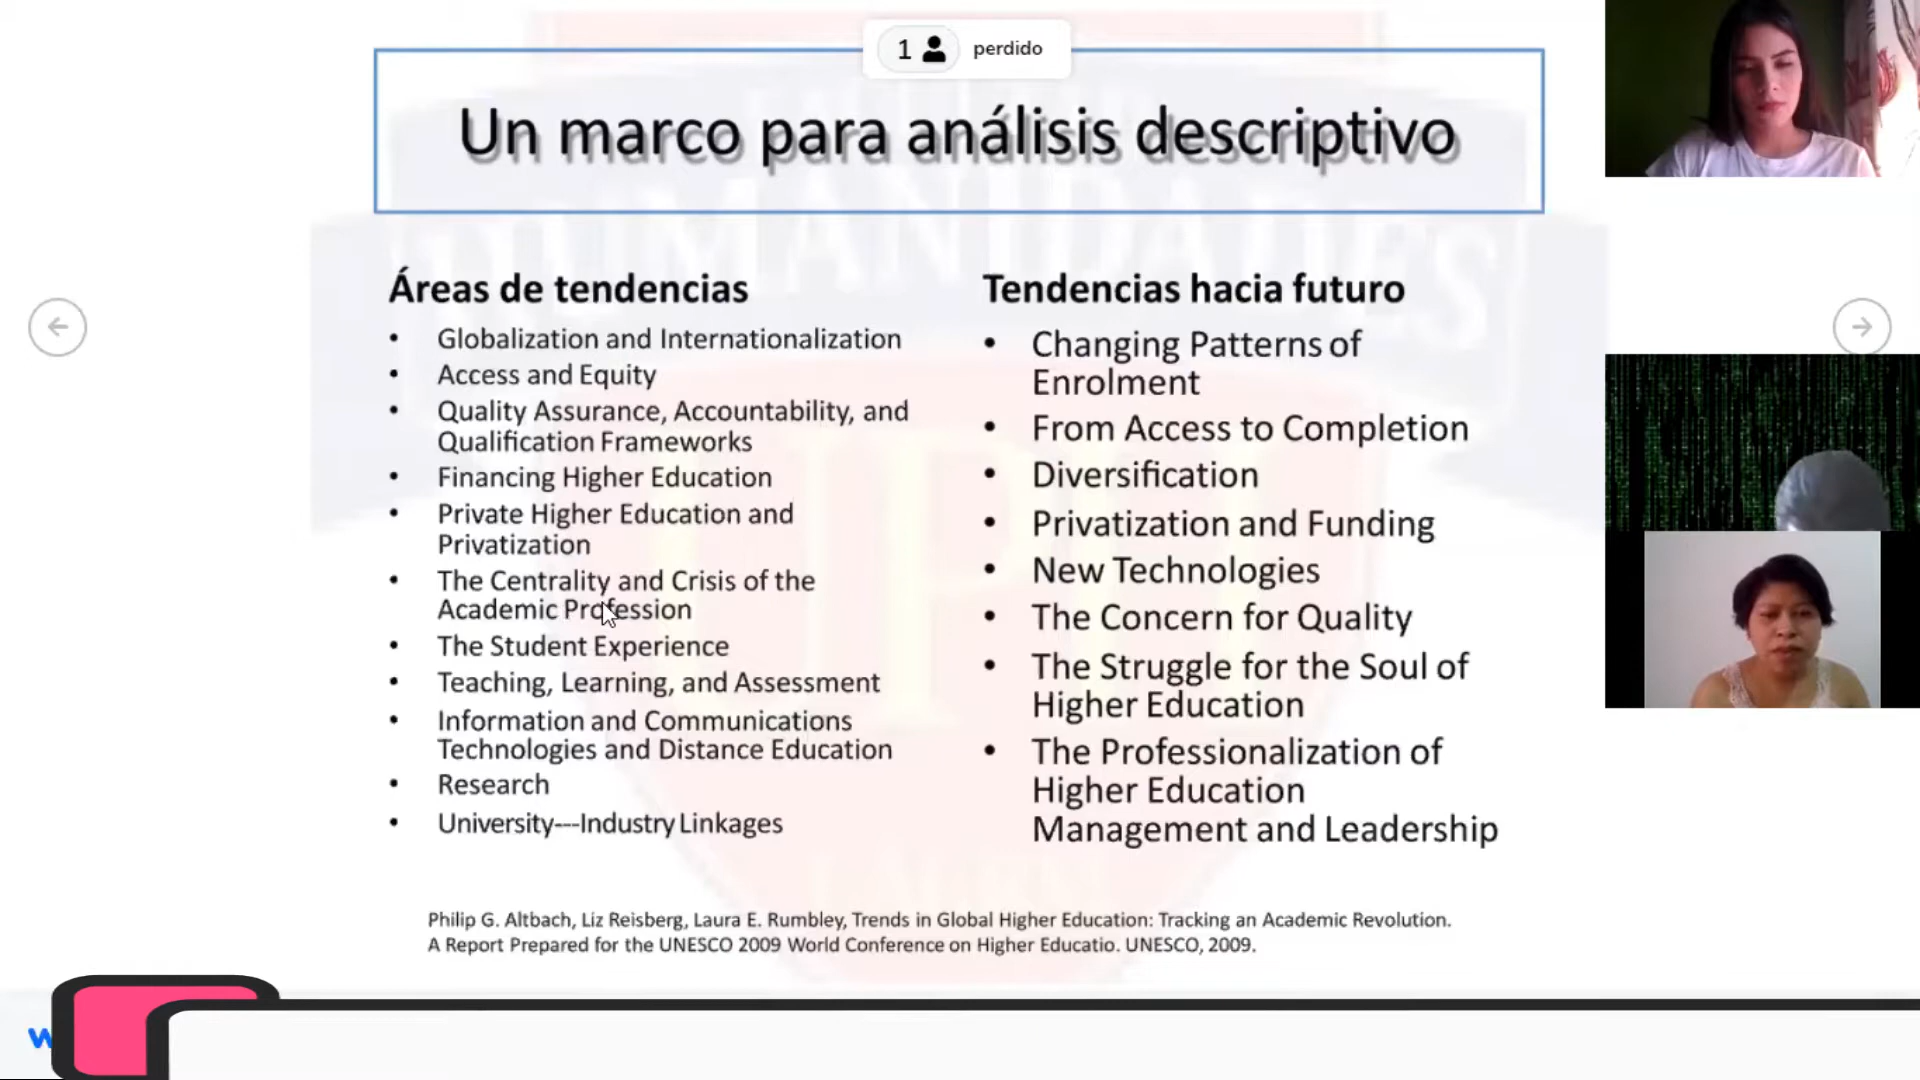 1 perdido
Un marco para análisis descriptivo
HUMANIDADES
UPH
Áreas de tendencias
• Globalization and Internationalization
• Access and Equity
• Quality Assurance, Accountability, and
Qualification Frameworks
• Financing Higher Education
• Private Higher Education and
Privatization
• The Centrality and Crisis of the
Academic Profession
• The Student Experience
• Teaching, Learning, and Assessment
• Information and Communications
Technologies and Distance Education
• Research
• University---Industry Linkages
Tendencias hacia futuro
• Changing Patterns of
Enrolment
• From Access to Completion
• Diversification
• Privatization and Funding
• New Technologies
• The Concern for Quality
• The Struggle for the Soul of
Higher Education
• The Professionalization of
Higher Education
Management and Leadership
Philip G. Altbach, Liz Reisberg, Laura E. Rumbley, Trends in Global Higher Education: Tracking an Academic Revolution.
A Report Prepared for the UNESCO 2009 World Conference on Higher Educatio. UNESCO, 2009.